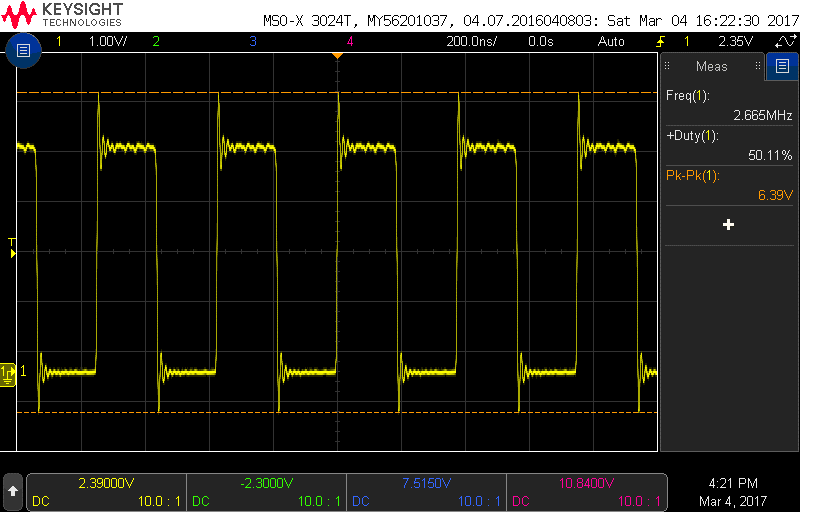 KEYSIGHT
TECHNOLOGIES
MSO-X 3024T, MY56201037, 04.07.2016040803: Sat Mar 04 16:22:30 2017
1 1.00V/ 2 3 4 200.0ns/ 0.0s Auto 1 2.35V
Meas
Freq(1):
2.665MHz
+Duty(1):
50.11%
Pk-Pk(1):
6.39V
+
T
1 1
2.39000V -2.3000V 7.5150V 10.8400V
DC 10.0 : 1 DC 10.0 : 1 DC 10.0 : 1 DC 10.0 : 1
4:21 PM
Mar 4, 2017